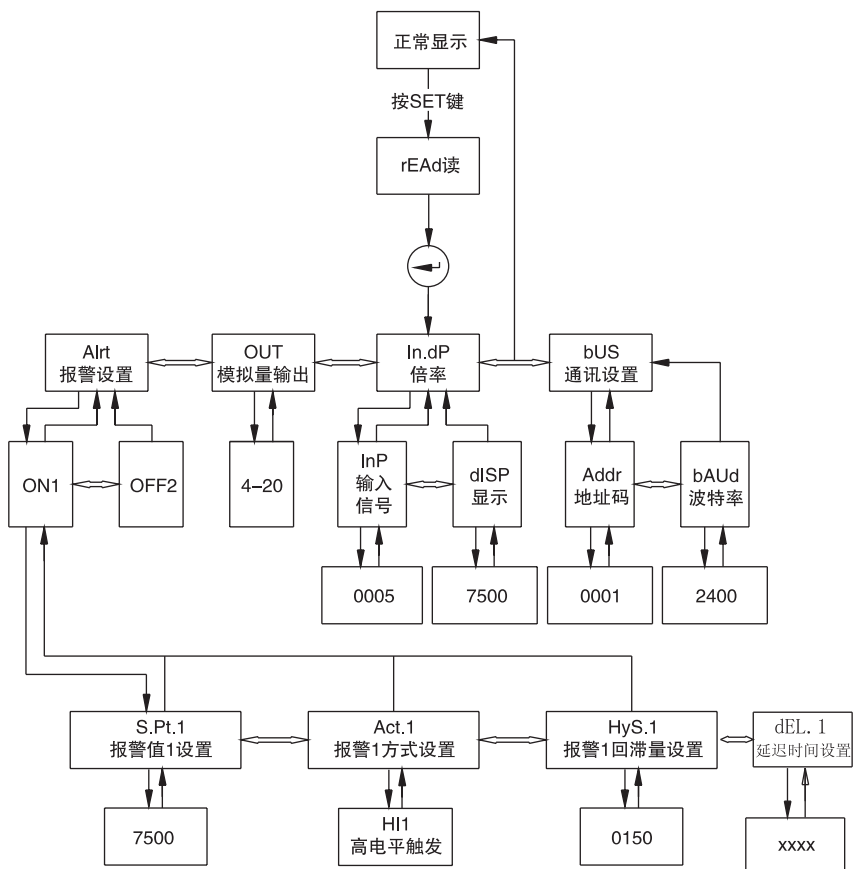 正常显示
按SET键
rEAd读
AIrt
报警设置
OUT
模拟量输出
In.dP
倍率
bUS
通讯设置
ON1
OFF2
4-20
InP
输入
信号
dISP
显示
Addr
地址码
bAUd
波特率
0005
7500
0001
2400
S.Pt.1
报警值1设置
Act.1
报警1方式设置
HyS.1
报警1回滞量设置
dEL.1
延迟时间设置
7500
HI1
高电平触发
0150
xxxx